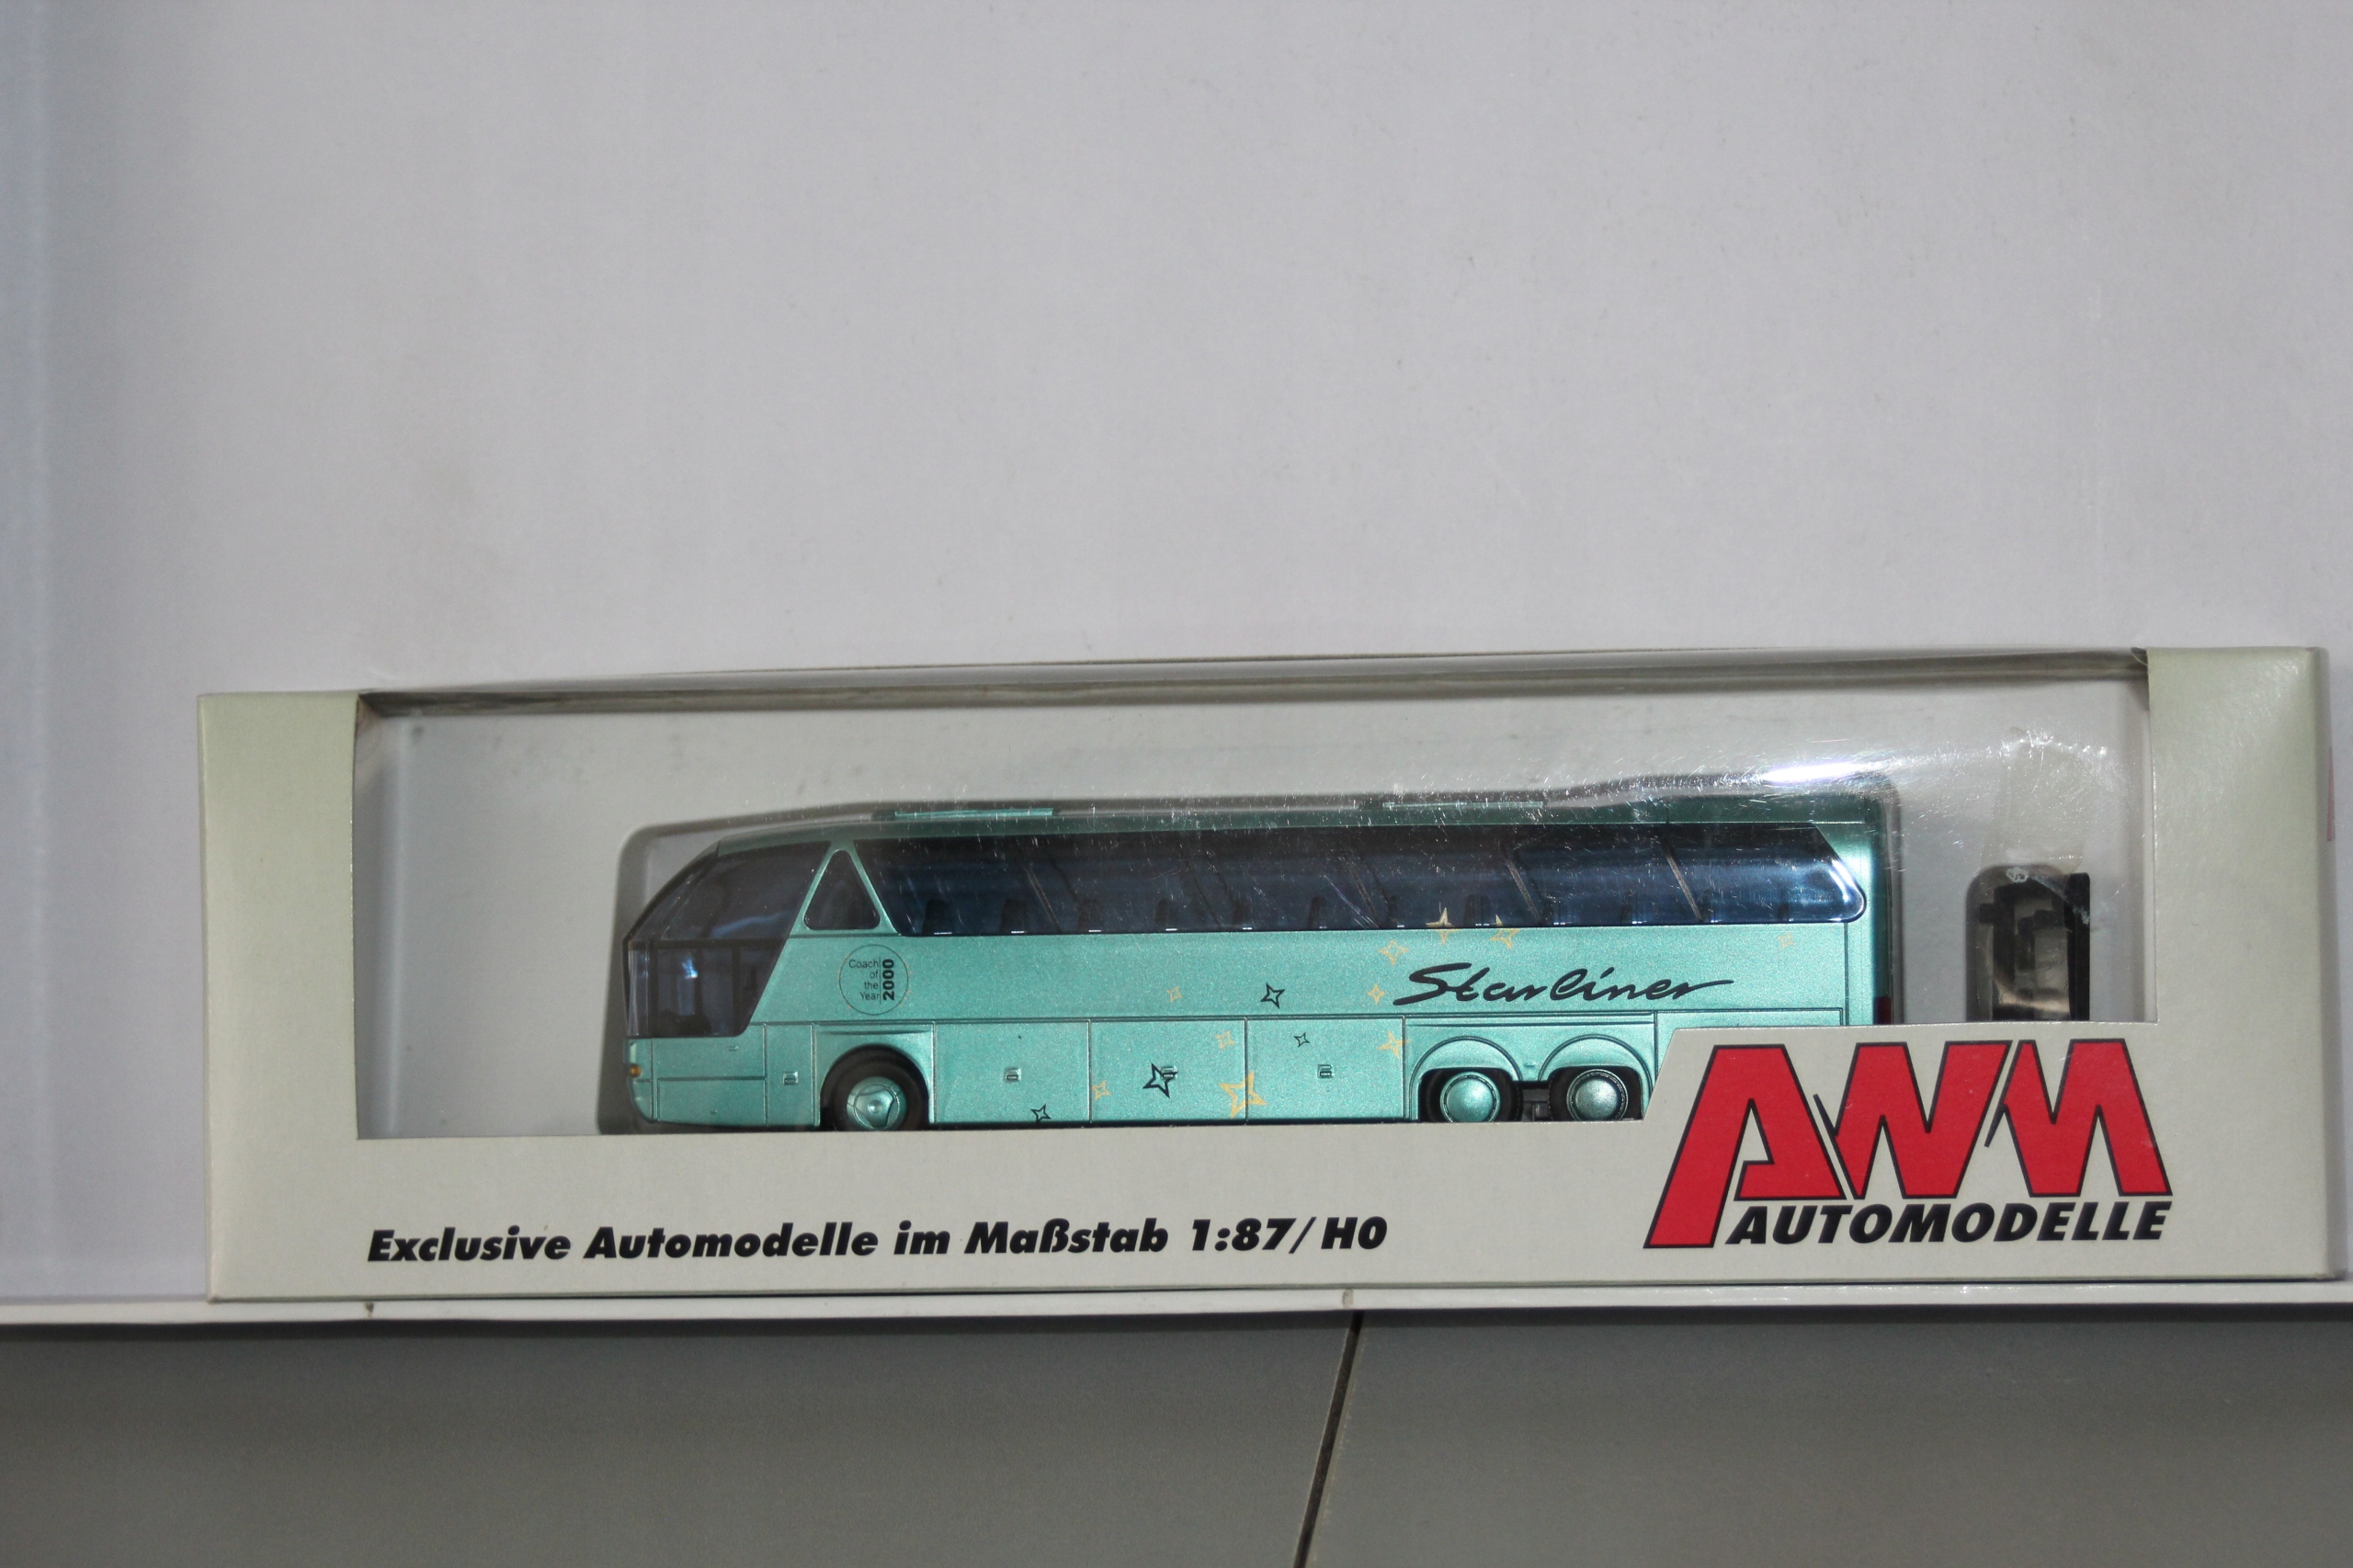 Coach
of
the
Year
2000
Starliner
AWM
AUTOMODELLE
Exclusive Automodelle im Maßstab 1:87/H0